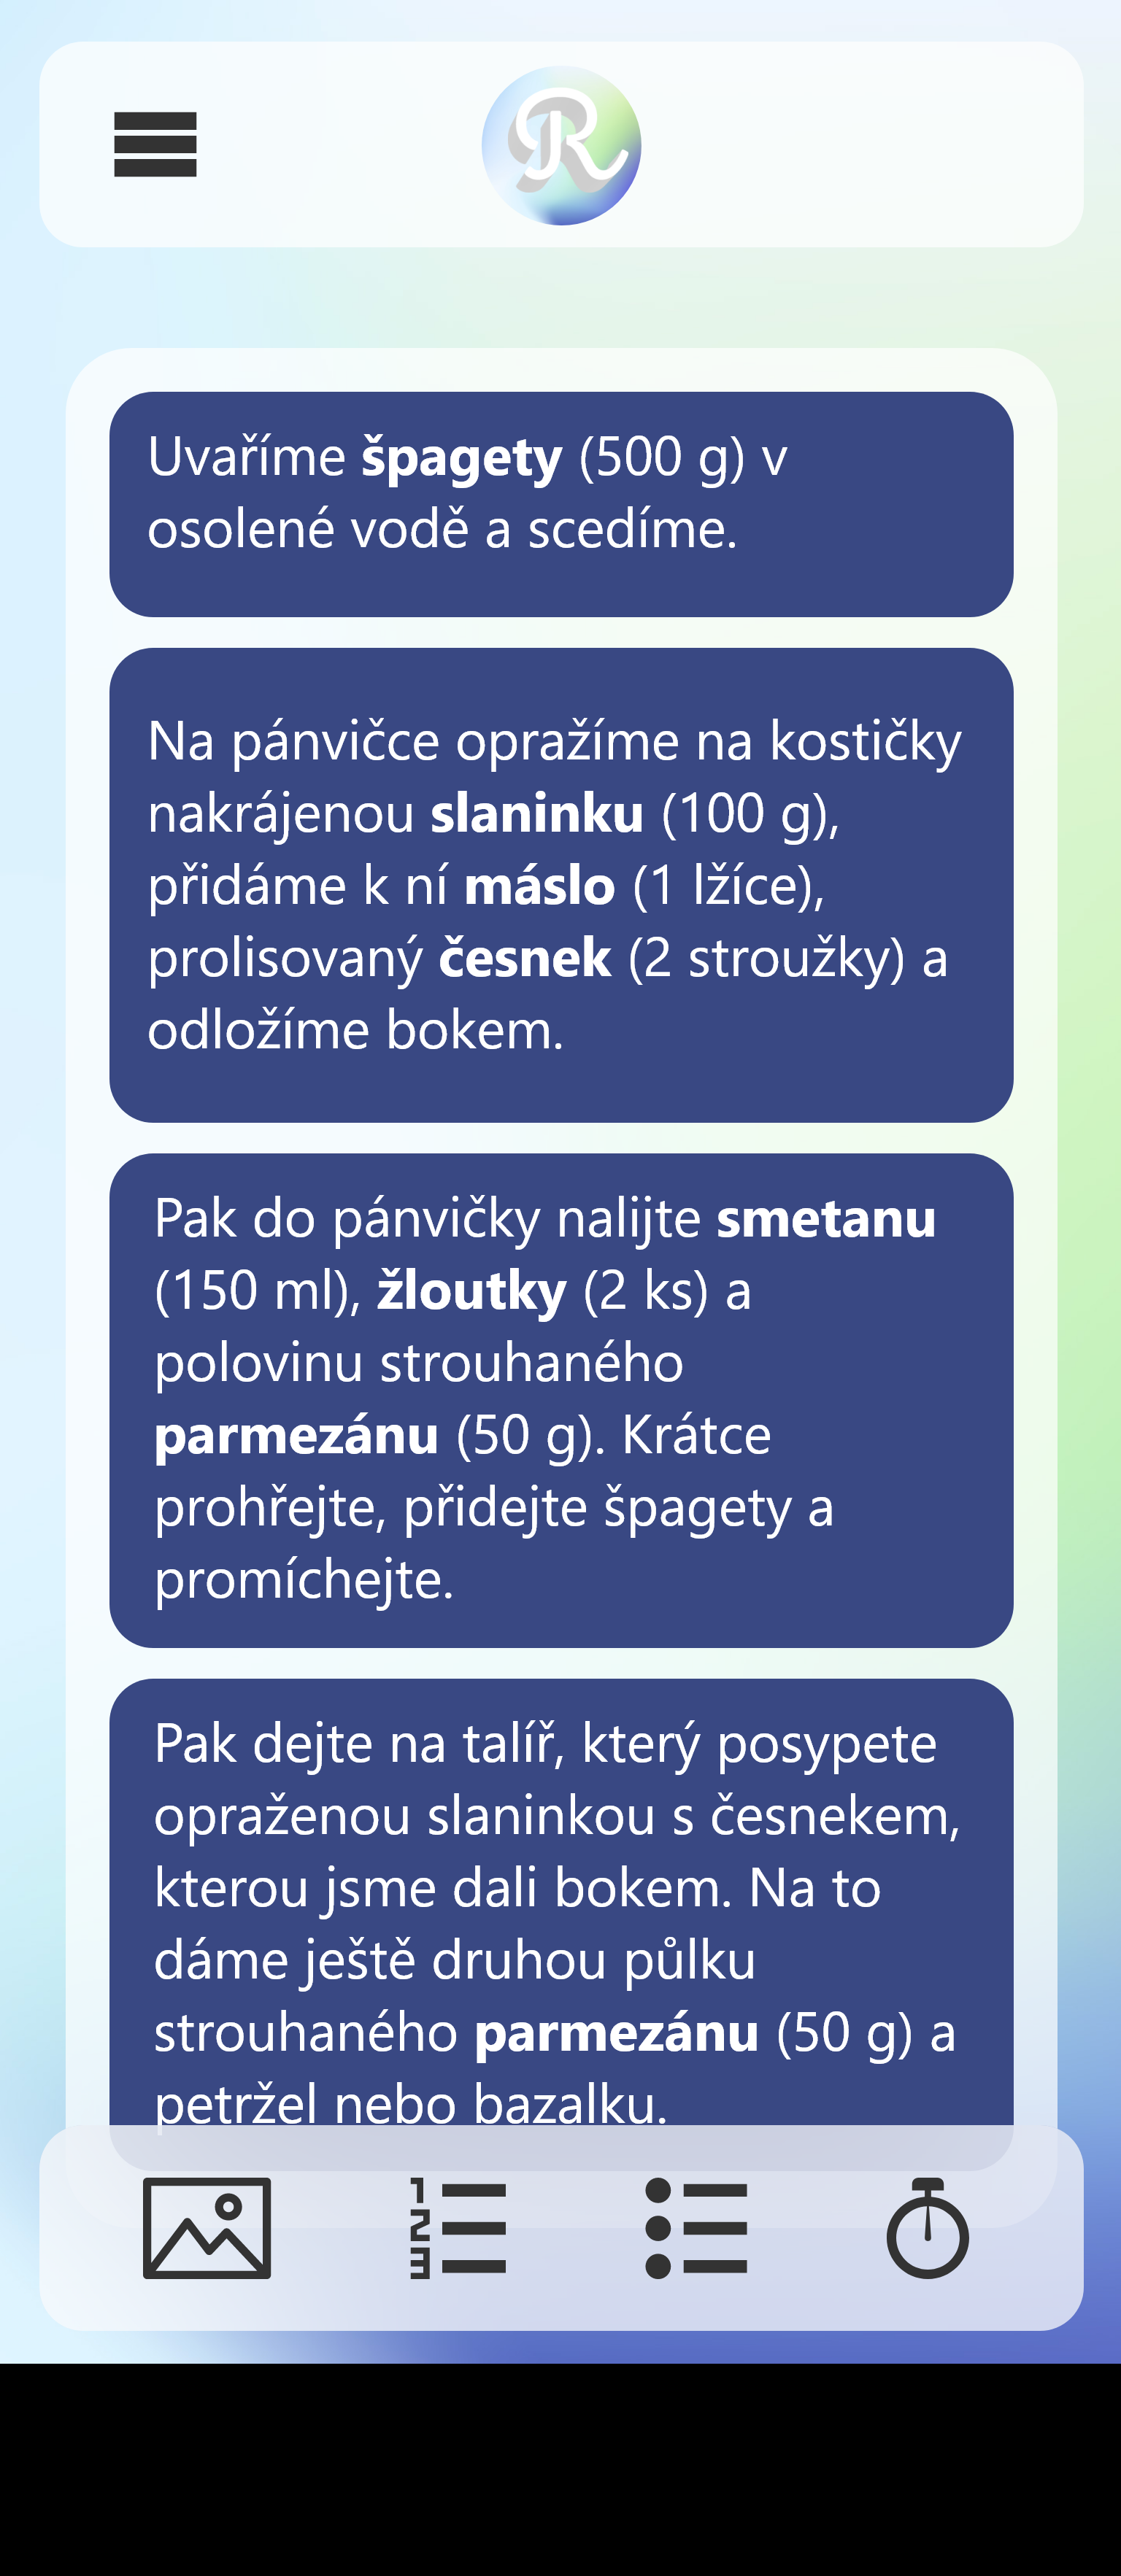 R
Uvaříme špagety (500 g) v
osolené vodě a scedíme.
Na pánvičce opražíme na kostičky
nakrájenou slaninku (100 g),
přidáme k ní máslo (1 lžíce),
prolisovaný česnek (2 stroužky) a
odložíme bokem.
Pak do pánvičky nalijte smetanu
(150 ml), žloutky (2 ks) a
polovinu strouhaného
parmezánu (50 g). Krátce
prohřejte, přidejte špagety a
promíchejte.
Pak dejte na talíř, který posypete
opraženou slaninkou s česnekem,
kterou jsme dali bokem. Na to
dáme ještě druhou půlku
strouhaného parmezánu (50 g) a
petržel nebo bazalku.
1
2
3